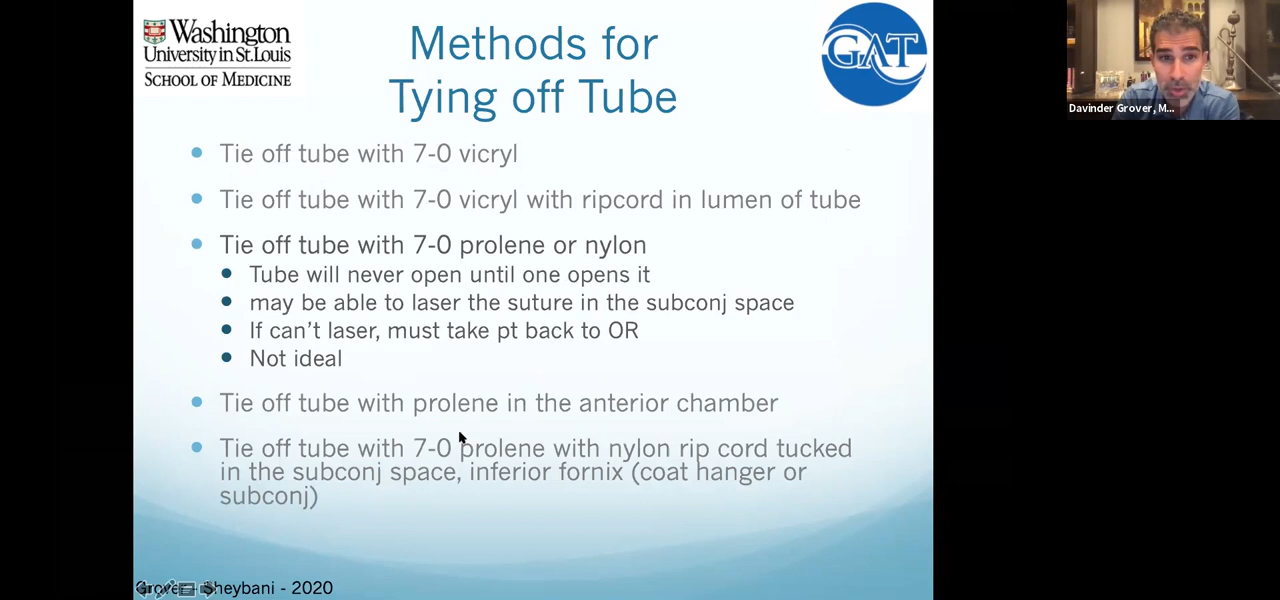 Washington
University in St. Louis
SCHOOL OF MEDICINE
Methods for
Tying off Tube
GAT
Davinder Grover, M...
Tie off tube with 7-0 vicryl
Tie off tube with 7-0 vicryl with ripcord in lumen of tube
Tie off tube with 7-0 prolene or nylon
Tube will never open until one opens it
may be able to laser the suture in the subconj space
If can't laser, must take pt back to OR
Not ideal
Tie off tube with prolene in the anterior chamber
Tie off tube with 7-0 prolene with nylon rip cord tucked
in the subconj space, inferior fornix (coat hanger or
subconj)
Grover - Sheybani - 2020